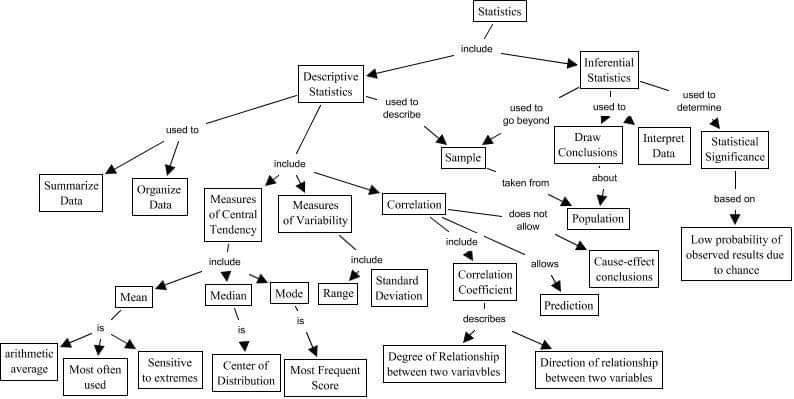 Statistics
include
Descriptive
Statistics
Inferential
Statistics
used to
used to
describe
used to
go beyond
used to
used to
determine
Summarize
Data
Organize
Data
include
Sample
Draw
Conclusions
Interpret
Data
Statistical
Significance
taken from
about
based on
Measures
of Central
Tendency
Measures
of Variability
Correlation
does not
allow
Population
Low probability of
observed results due
to chance
include
include
include
allows
Cause-effect
conclusions
Mean
Median
Mode
Range
Standard
Deviation
Correlation
Coefficient
Prediction
is
is
is
describes
arithmetic
average
Most often
used
Sensitive
to extremes
Center of
Distribution
Most Frequent
Score
Degree of Relationship
between two variavbles
Direction of relationship
between two variables